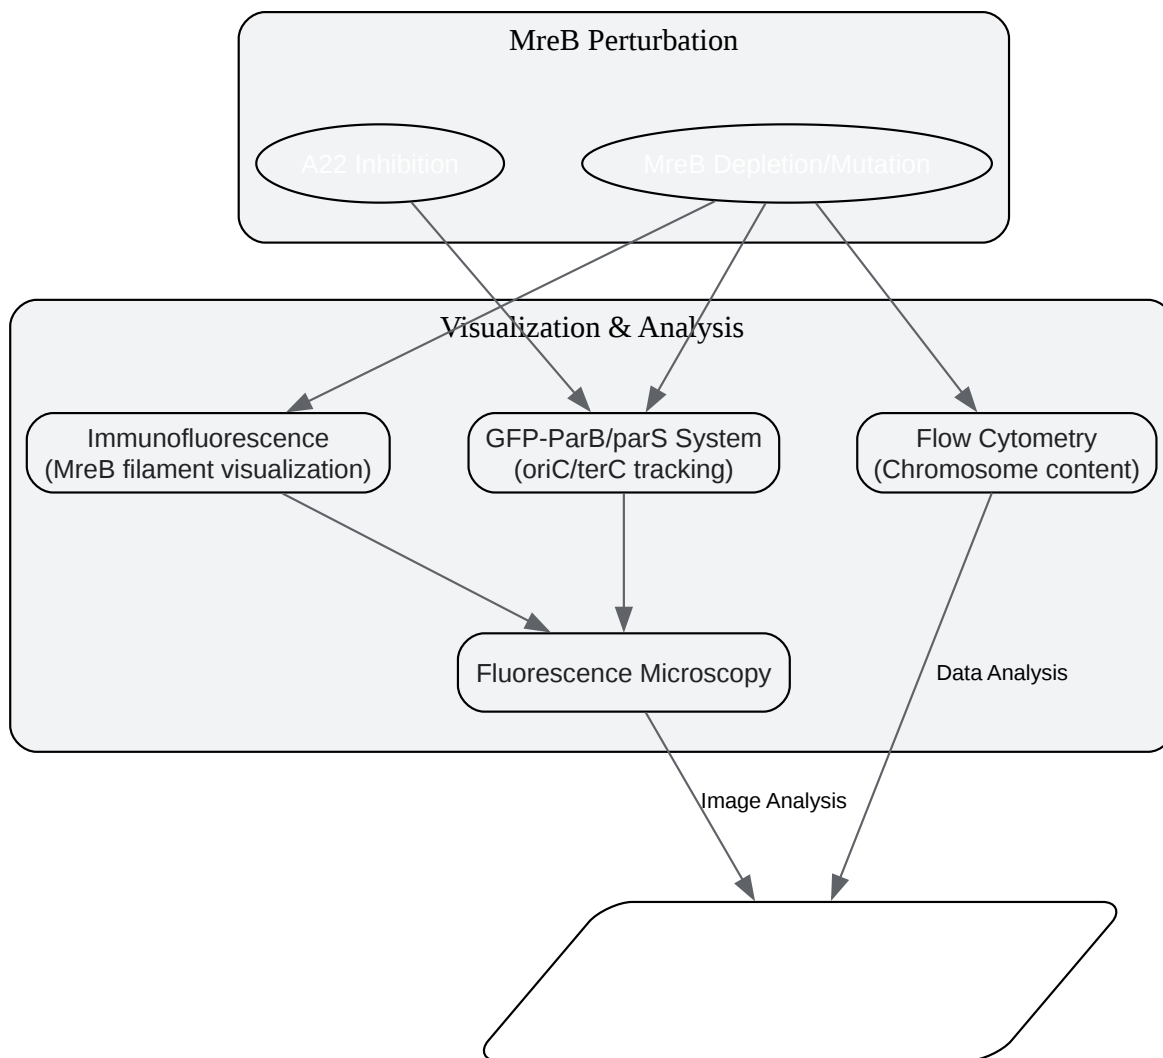 MreB Perturbation
A22 Inhibition
MreB Depletion/Mutation
Visualization & Analysis
Immunofluorescence
(MreB filament visualization)
GFP-ParB/parS System
(oriC/terC tracking)
Flow Cytometry
(Chromosome content)
Fluorescence Microscopy
Data Analysis
Image Analysis